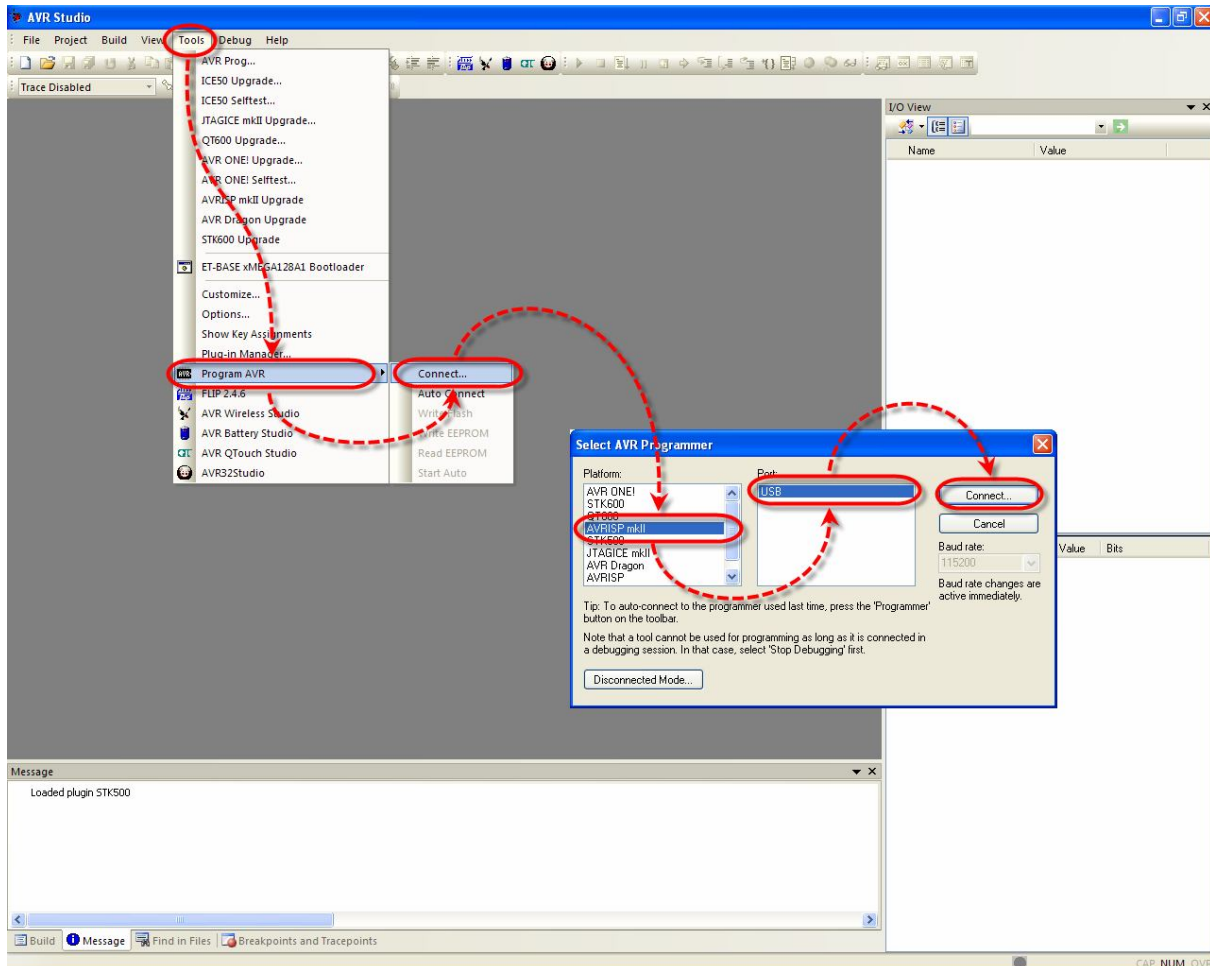 AVR Studio
File Project Build View Tools Debug Help
AVR Prog...
Trace Disabled
ICE50 Upgrade...
ICE50 Selftest...
JTAGICE mkII Upgrade...
QT600 Upgrade...
AVR ONE! Upgrade...
AVR ONE! Selftest...
AVRISP mkII Upgrade
AVR Dragon Upgrade
STK600 Upgrade
ET-BASE xMEGA128A1 Bootloader
Customize...
Options...
Show Key Assignments
Plug-in Manager...
Program AVR
FLIP 2.4.6
AVR Wireless Studio
AVR Battery Studio
AVR QTouch Studio
AVR32Studio
Connect...
Auto Connect
Write Flash
Write EEPROM
Read EEPROM
Start Auto
I/O View
Name Value
Value Bits
Select AVR Programmer
Platform:
AVR ONE!
STK600
QT600
AVRISP mkII
STK500
JTAGICE mkII
AVR Dragon
AVRISP
Port:
USB
Connect...
Cancel
Baud rate:
115200
Baud rate changes are
active immediately.
Tip: To auto-connect to the programmer used last time, press the 'Programmer'
button on the toolbar.
Note that a tool cannot be used for programming as long as it is connected in
a debugging session. In that case, select 'Stop Debugging' first.
Disconnected Mode...
Message
Loaded plugin STK500
Build Message Find in Files Breakpoints and Tracepoints
CAP NUM OVR